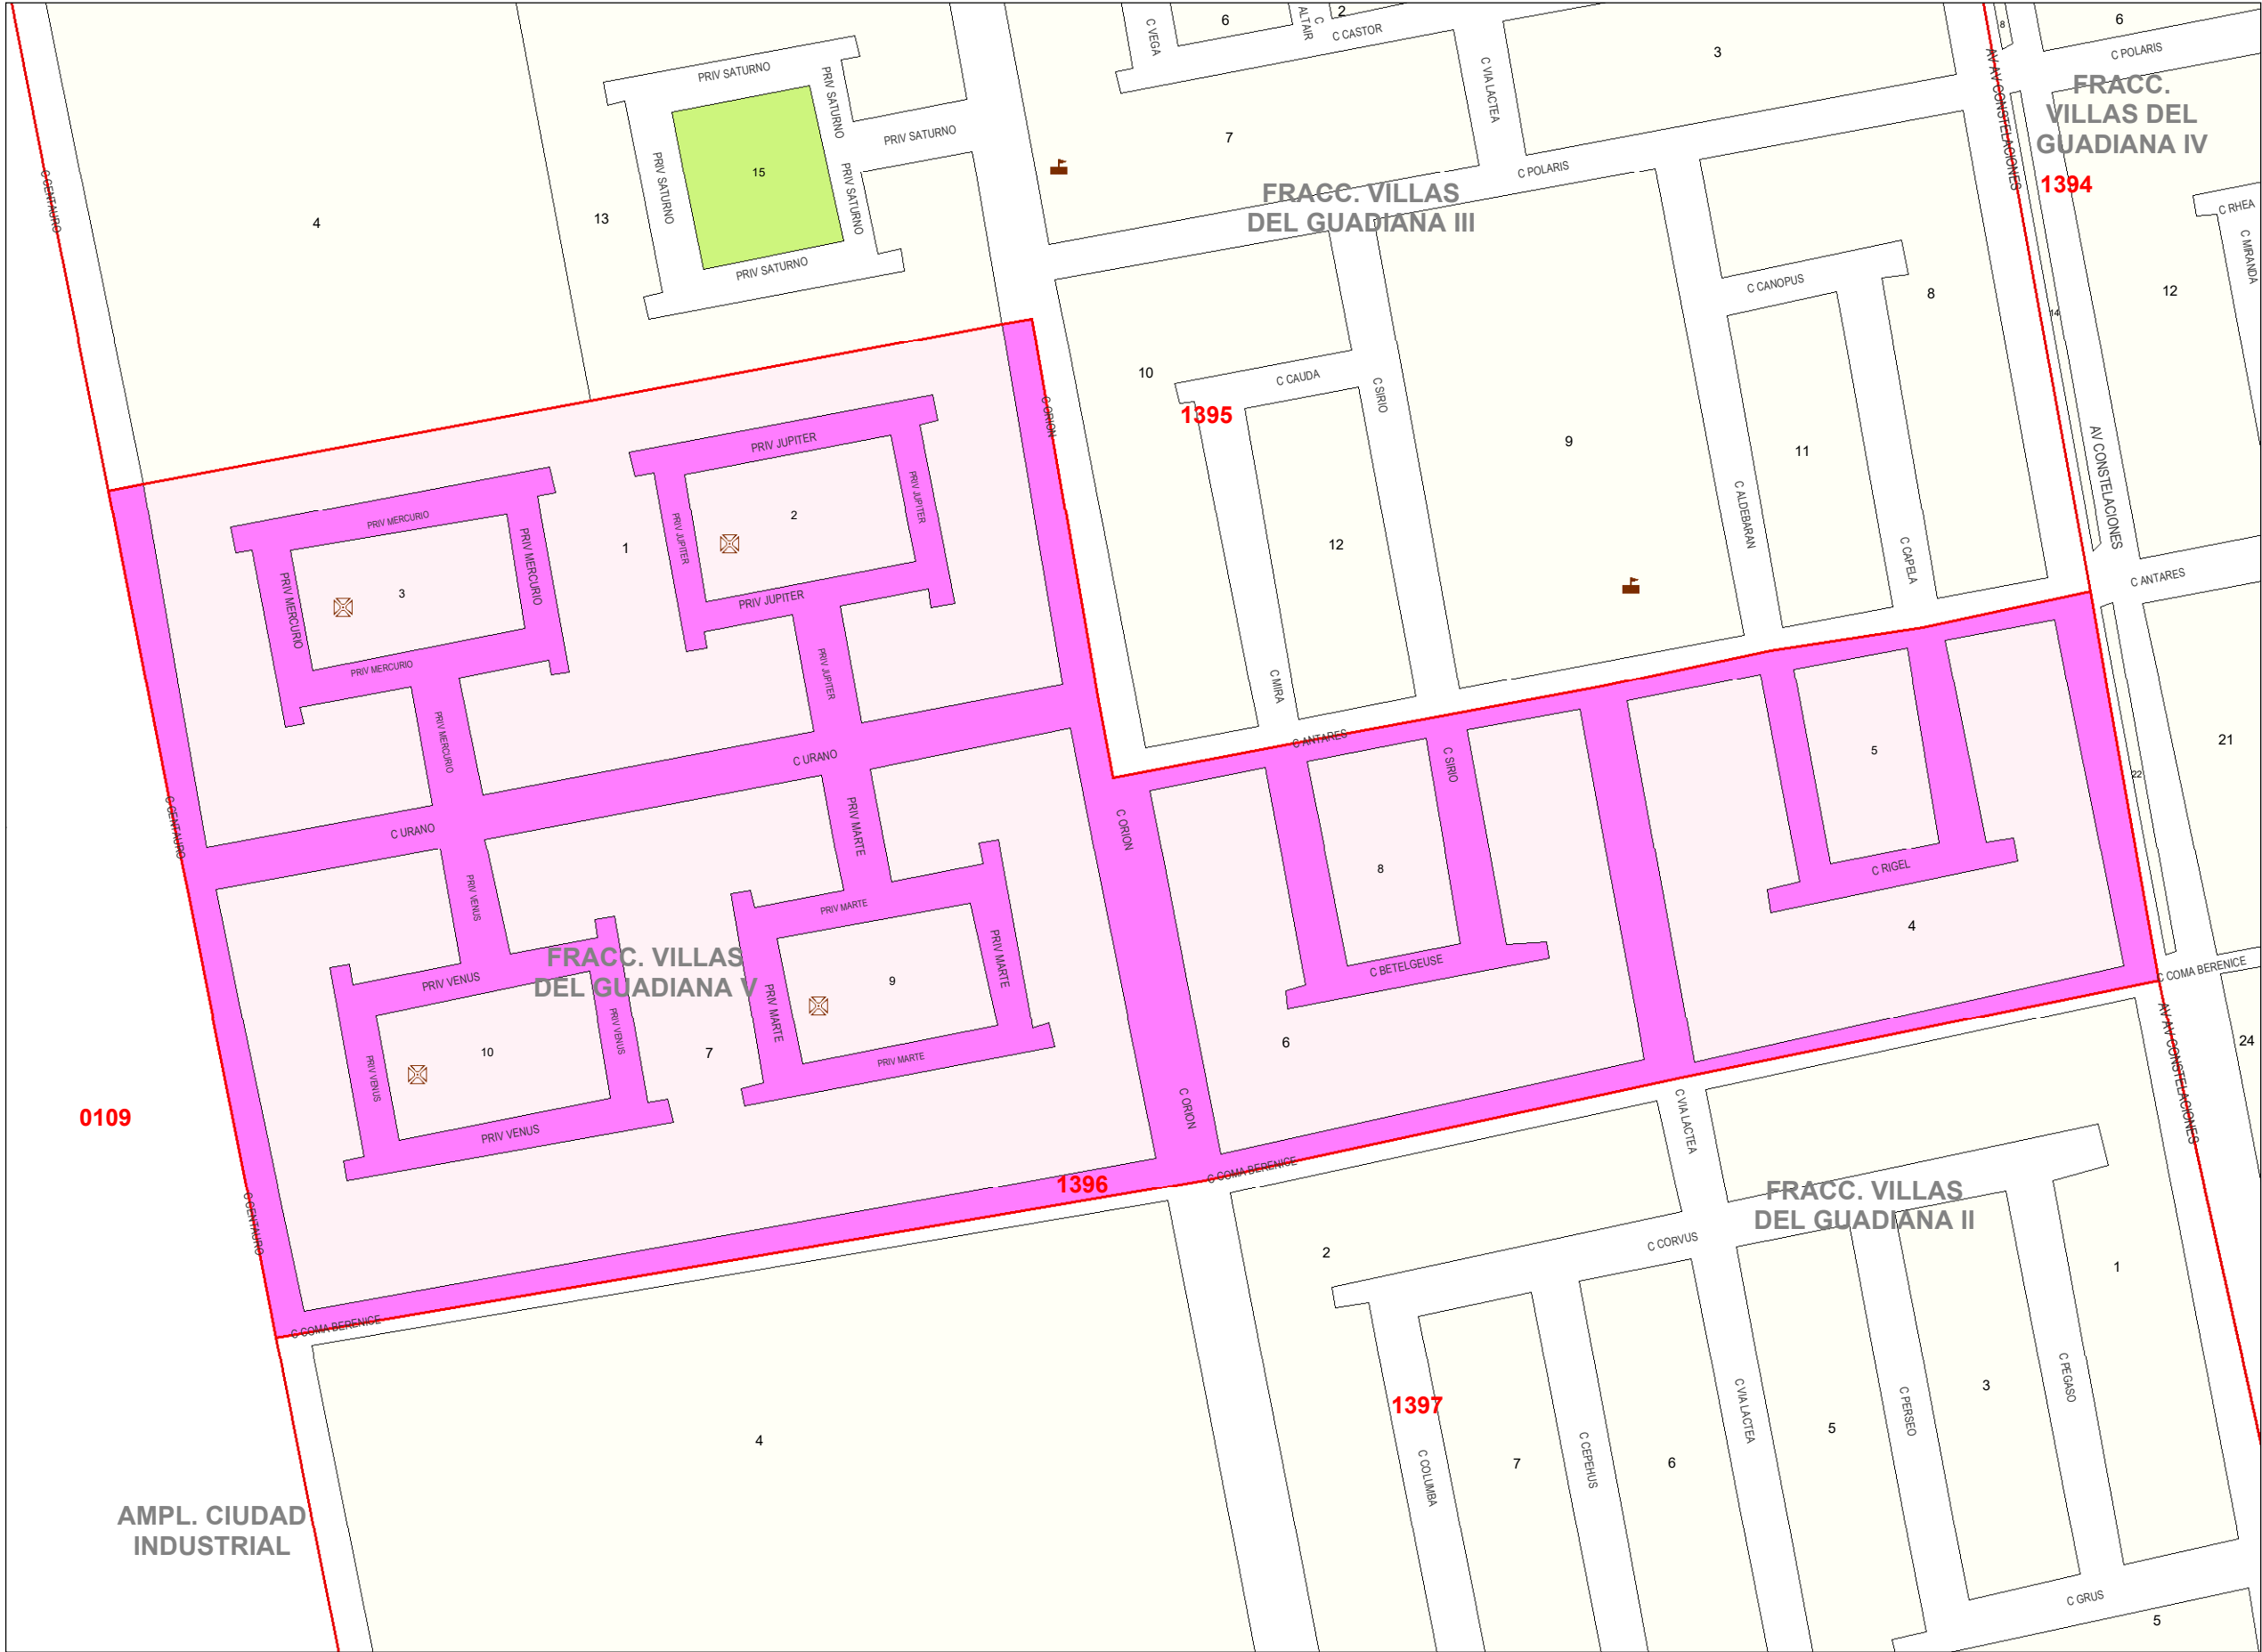 C VEGA
6
C
ALTAIR
2
C CASTOR
3
8
6
C POLARIS
PRIV SATURNO
PRIV SATURNO
C VIA LACTEA
AV AV CONSTELACIONES
FRACC.
VILLAS DEL
GUADIANA IV
1394
PRIV SATURNO
7
PRIV SATURNO
15
PRIV SATURNO
C POLARIS
FRACC. VILLAS
DEL GUADIANA III
C CENTAURO
4
13
C RHEA
C MIRANDA
PRIV SATURNO
C CANOPUS
8
12
14
10
C CAUDA
C SIRIO
1395
C ORION
9
11
AV CONSTELACIONES
PRIV JUPITER
PRIV JUPITER
2
PRIV JUPITER
PRIV MERCURIO
PRIV MERCURIO
1
C ALDEBARAN
12
C CAPELA
C ANTARES
3
PRIV MERCURIO
PRIV JUPITER
PRIV MERCURIO
PRIV JUPITER
C MIRA
PRIV MERCURIO
C ANTARES
C URANO
C SIRIO
5
21
22
C CENTAURO
C URANO
PRIV MARTE
C ORION
8
C RIGEL
PRIV VENUS
PRIV MARTE
4
FRACC. VILLAS
DEL GUADIANA V
PRIV MARTE
C BETELGEUSE
C COMA BERENICE
PRIV VENUS
9
PRIV MARTE
PRIV VENUS
10
7
6
24
PRIV VENUS
PRIV MARTE
AV AV CONSTELACIONES
0109
PRIV VENUS
C ORION
C VIA LACTEA
C COMA BERENICE
1396
FRACC. VILLAS
DEL GUADIANA II
C CENTAURO
2
C CORVUS
1
C COMA BERENICE
1397
3
C PEGASO
4
7
C CEPEHUS
6
C VIA LACTEA
5
C PERSEO
C COLUMBA
AMPL. CIUDAD
INDUSTRIAL
C GRUS
5